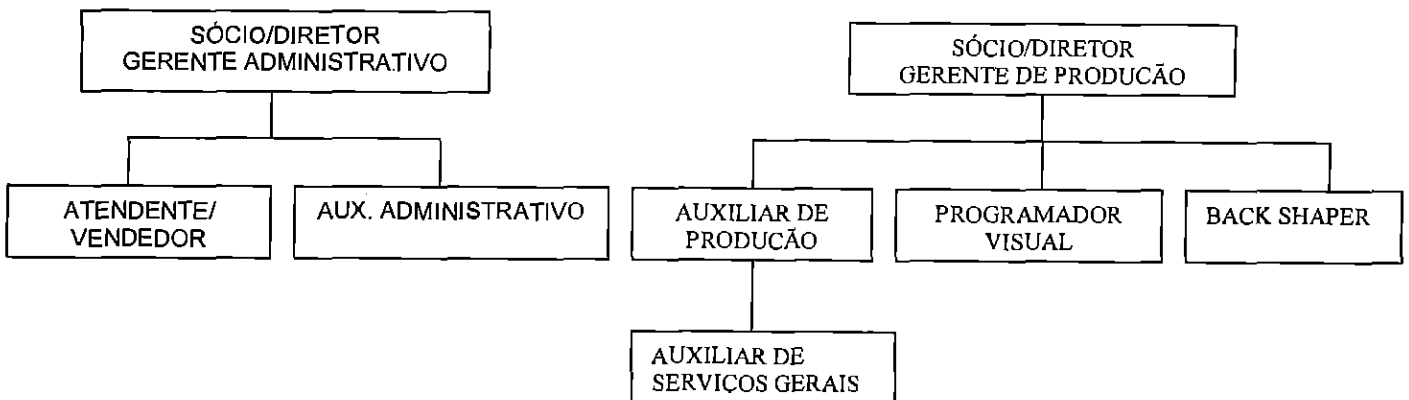 SÓCIO/DIRETOR
GERENTE ADMINISTRATIVO
SÓCIO/DIRETOR
GERENTE DE PRODUCÃO
ATENDENTE/
VENDEDOR
AUX. ADMINISTRATIVO
AUXILIAR DE
PRODUCÃO
PROGRAMADOR
VISUAL
BACK SHAPER
AUXILIAR DE
SERVIÇOS GERAIS